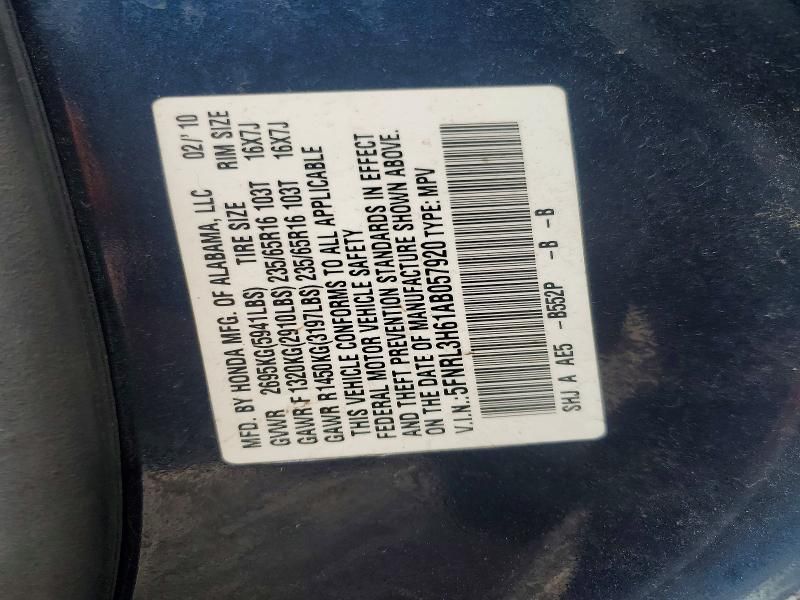 MFD. BY HONDA MFG. OF ALABAMA, LLC 02/'10
GVWR 2695KG(5941LBS) TIRE SIZE RIM SIZE
GAWR F 1320KG(2910LBS) 235/65R16 103T 16X7J
GAWR R1450KG(3197LBS) 235/65R16 103T 16X7J
THIS VEHICLE CONFORMS TO ALL APPLICABLE
FEDERAL MOTOR VEHICLE SAFETY
AND THEFT PREVENTION STANDARDS IN EFFECT
ON THE DATE OF MANUFACTURE SHOWN ABOVE.
V.I.N.:5FNRL3H61AB057920 TYPE: MPV
SHJ A AE5 -B552P -B -B